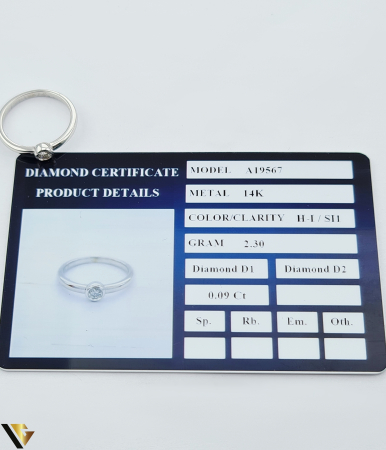 DIAMOND CERTIFICATE
PRODUCT DETAILS
MODEL A19567
METAL 14K
COLOR/CLARITY H-I / SI1
GRAM 2.30
Diamond D1 Diamond D2
0.09 Ct
Sp. Rb. Em. Oth.